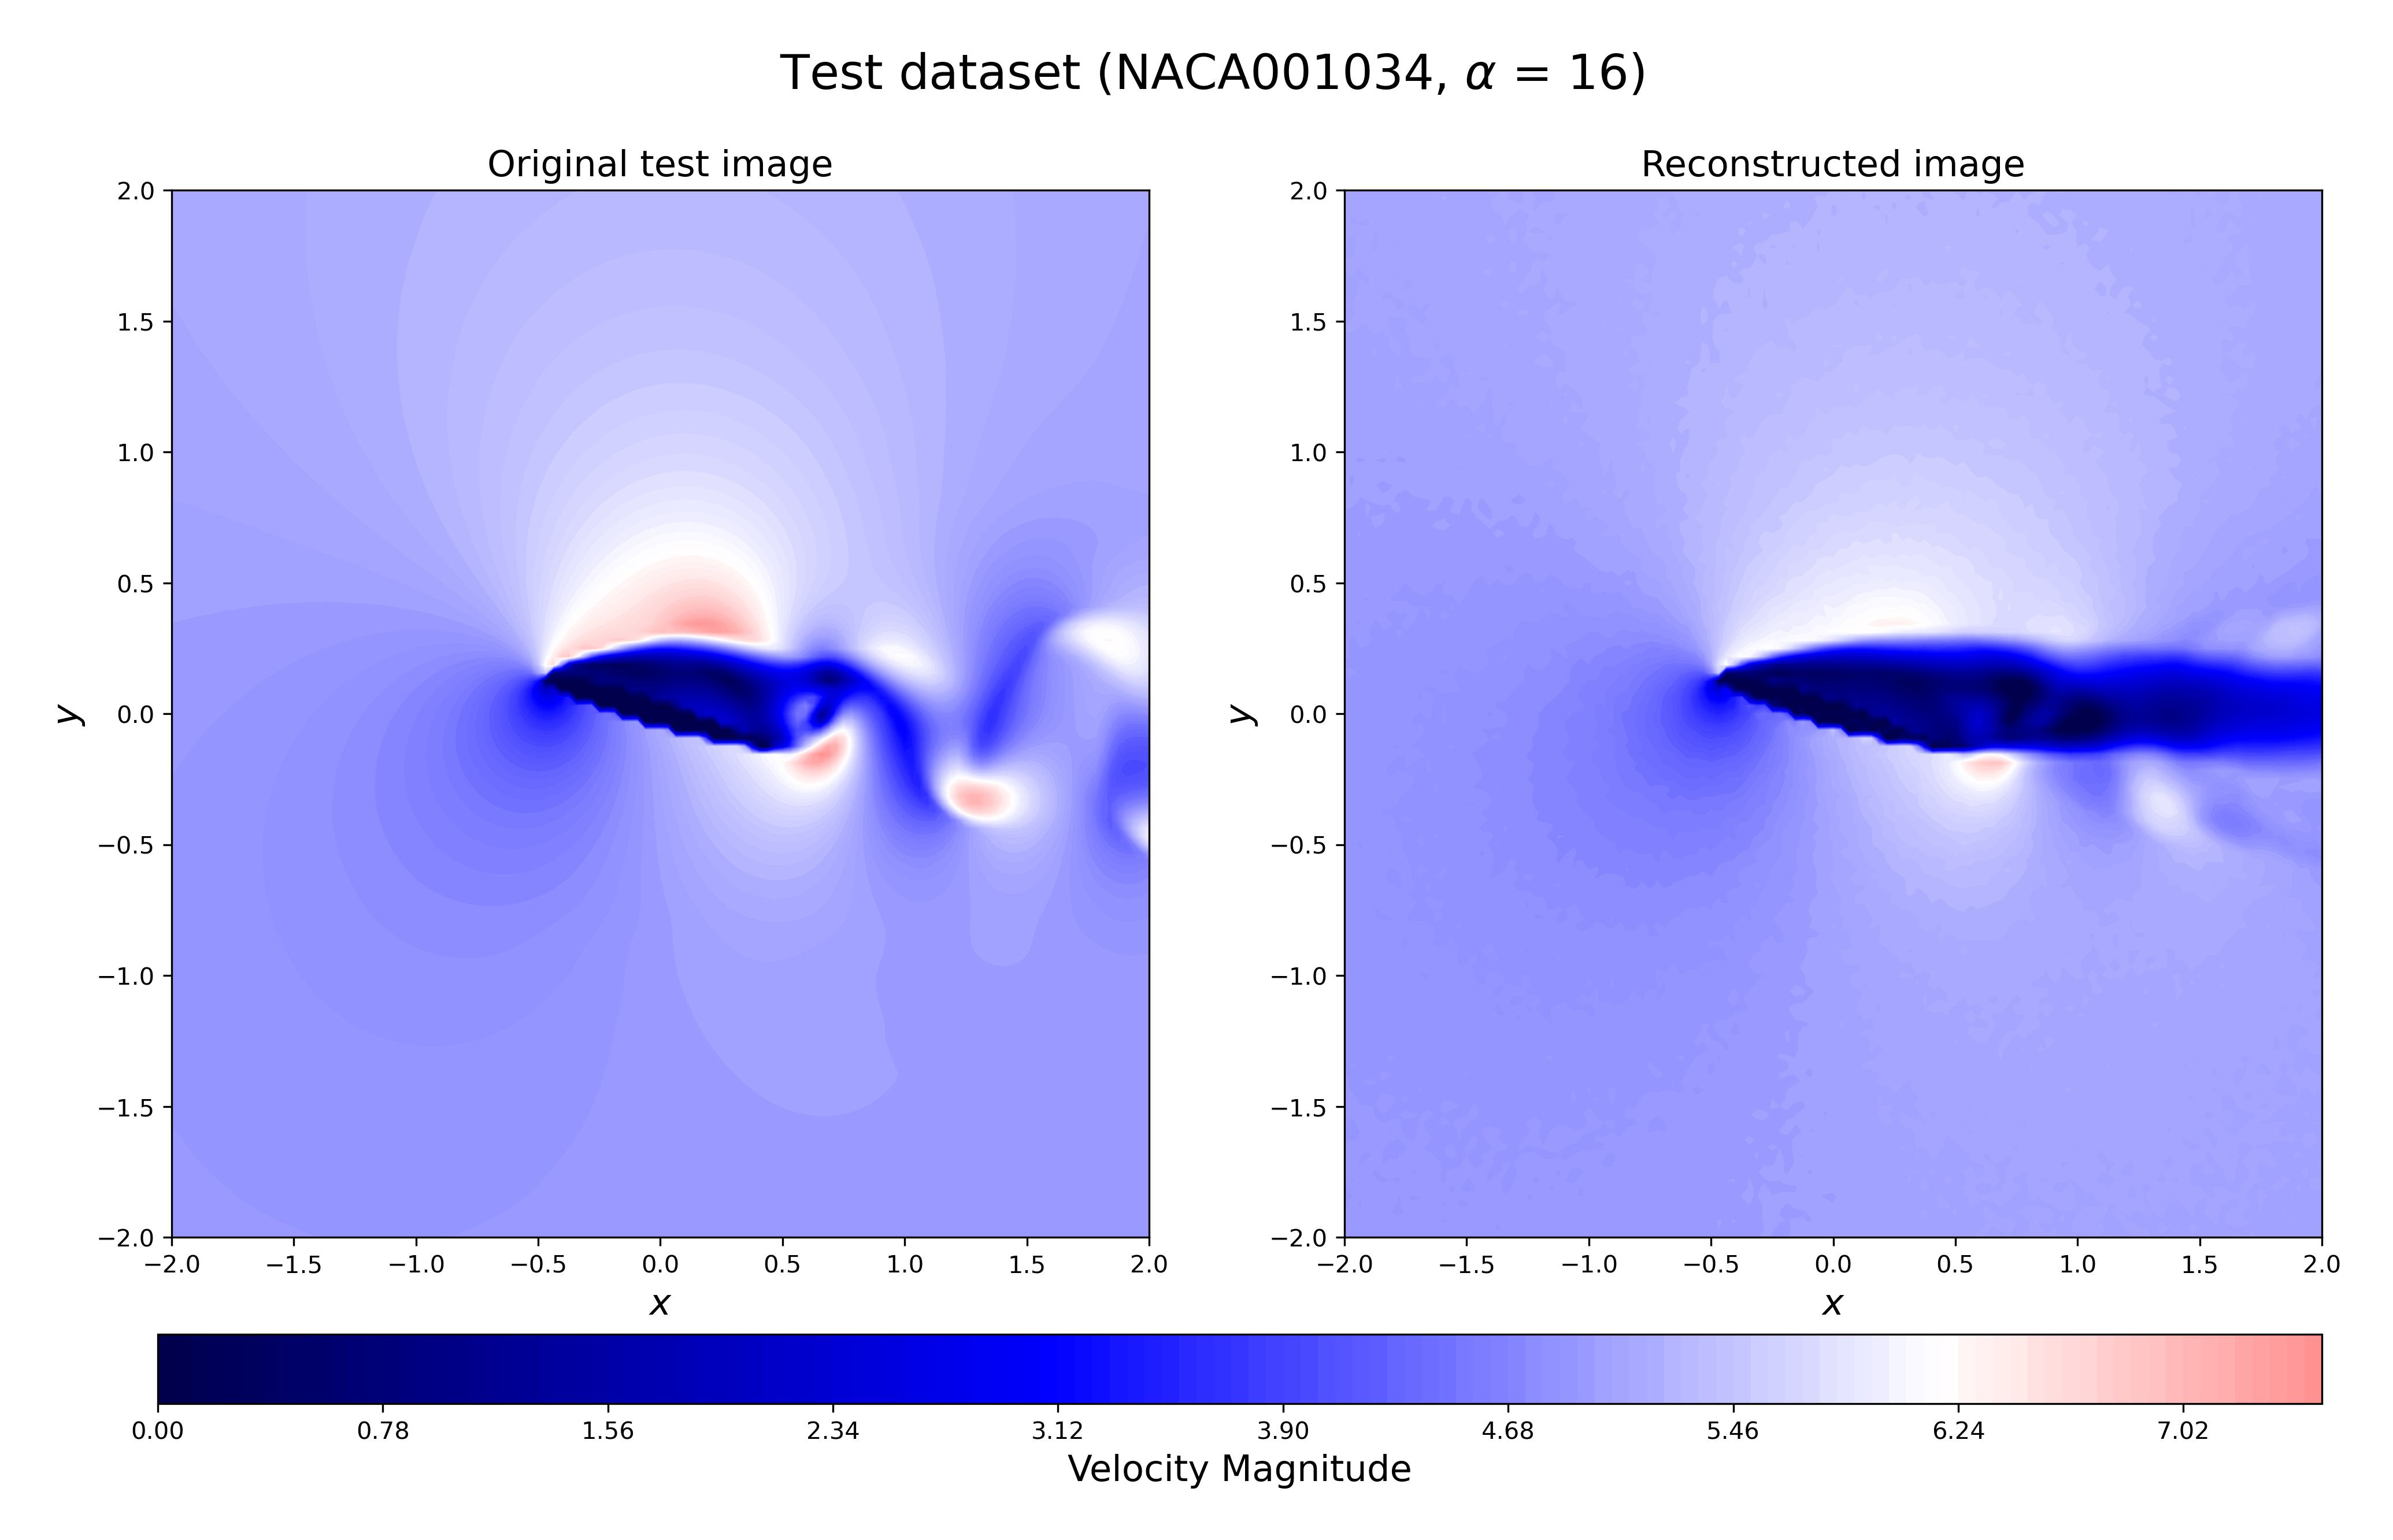 Test dataset (NACA001034, α = 16)
Original test image
Reconstructed image
2.0
1.5
1.0
0.5
0.0
−0.5
−1.0
−1.5
−2.0
y
−2.0 −1.5 −1.0 −0.5 0.0 0.5 1.0 1.5 2.0
x
2.0
1.5
1.0
0.5
0.0
−0.5
−1.0
−1.5
−2.0
y
−2.0 −1.5 −1.0 −0.5 0.0 0.5 1.0 1.5 2.0
x
0.00 0.78 1.56 2.34 3.12 3.90 4.68 5.46 6.24 7.02
Velocity Magnitude